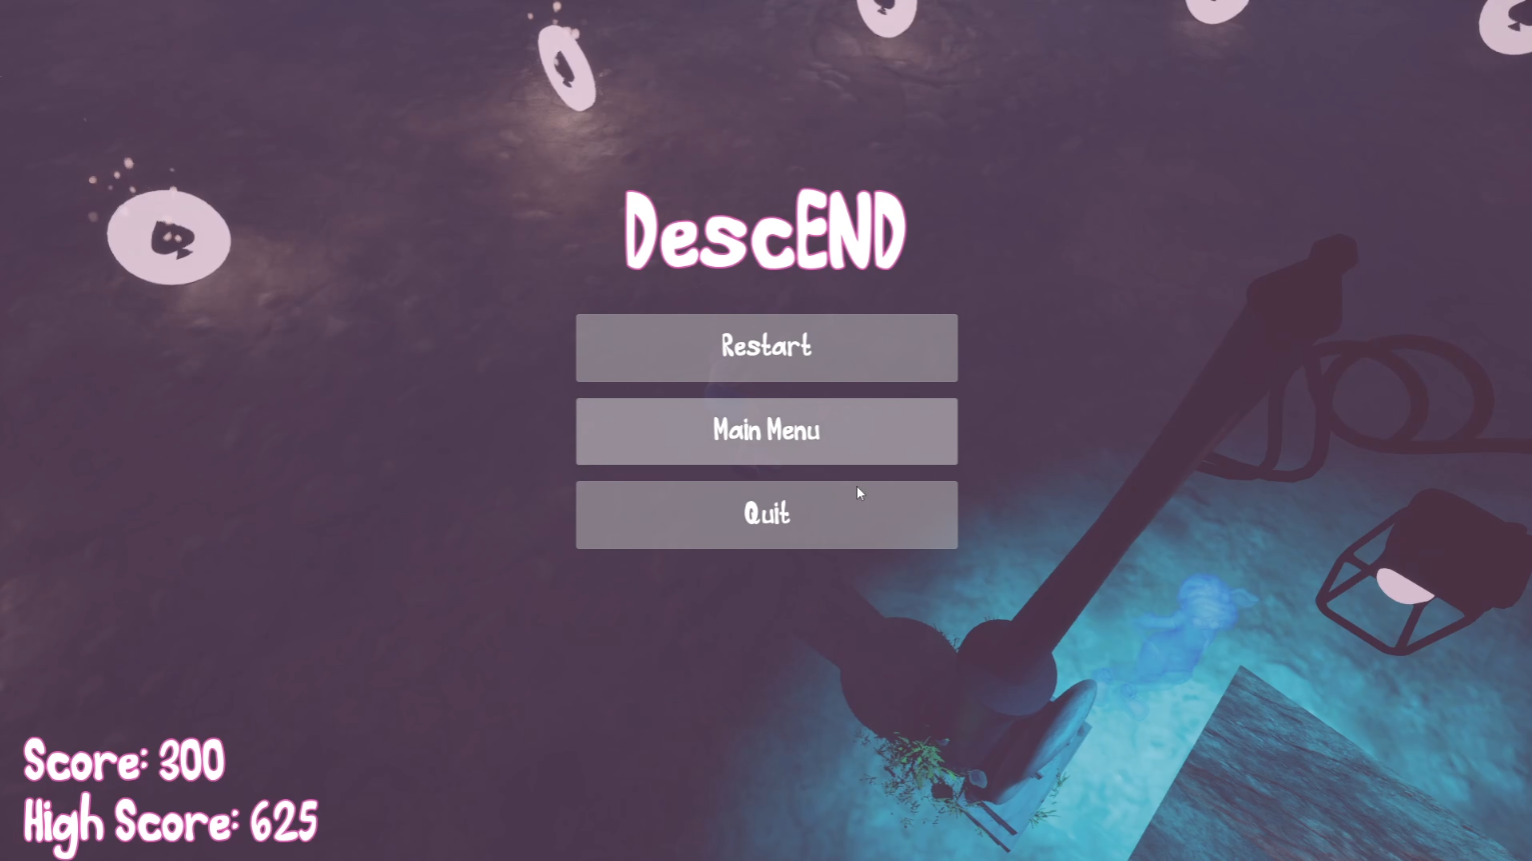 DescEND
Restart
Main Menu
Quit
Score: 300
High Score: 625